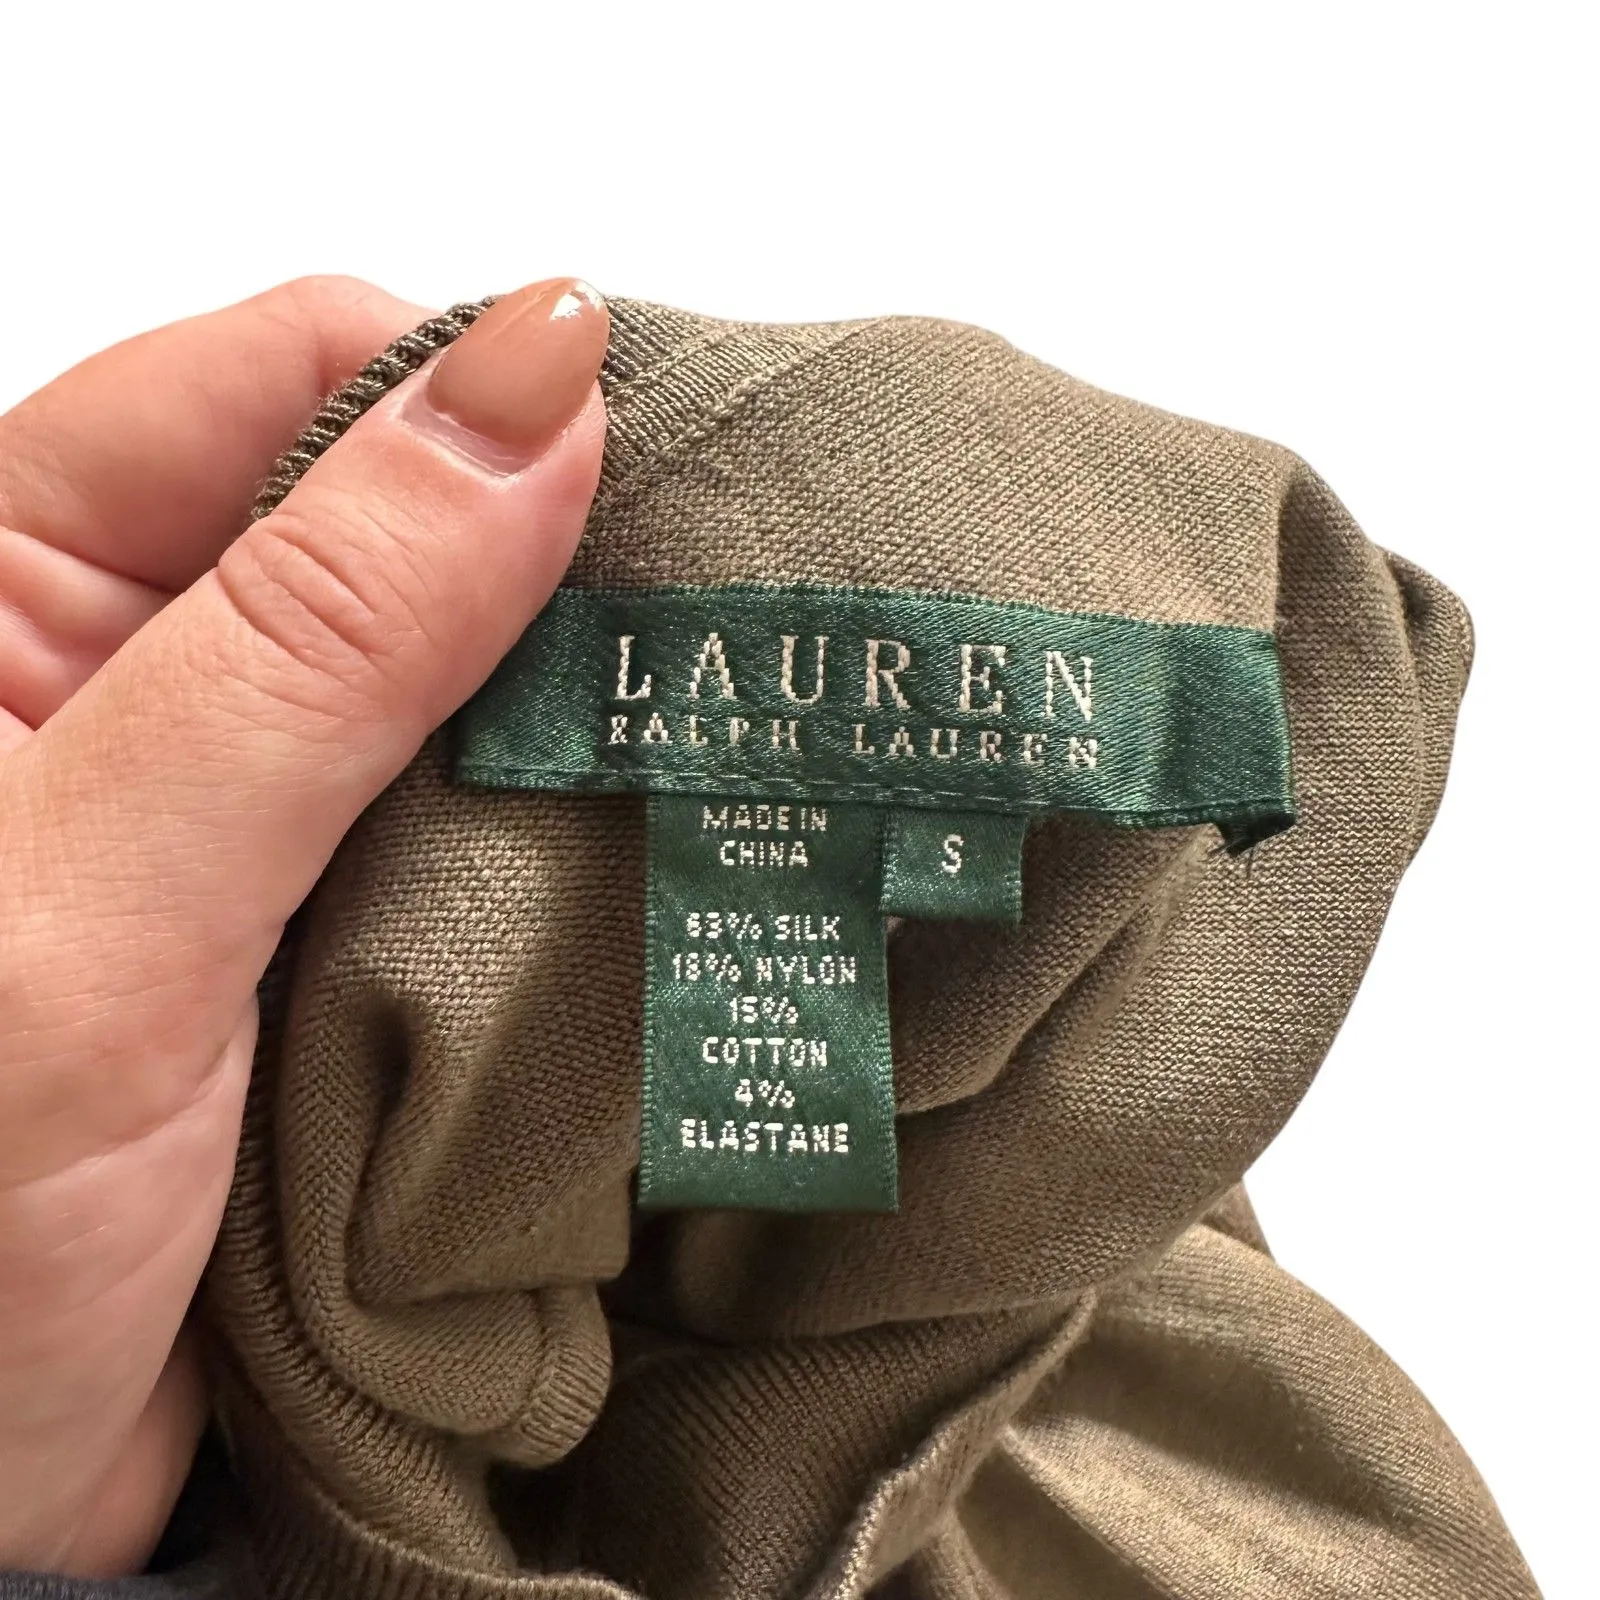 LAUREN
RALPH LAUREN
MADE IN
CHINA
S
63% SILK
18% NYLON
15%
COTTON
4%
ELASTANE